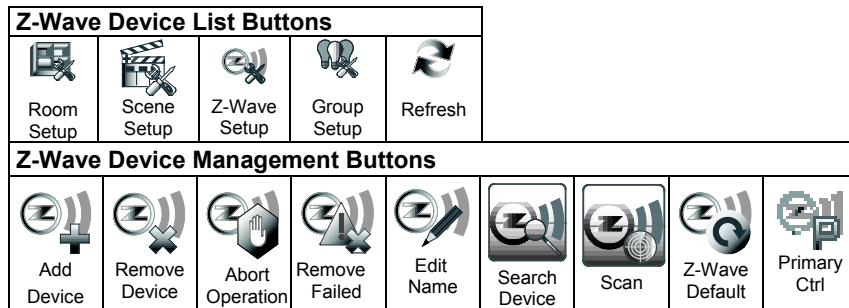 Z-Wave Device List Buttons
Room
Setup
Scene
Setup
Z-Wave
Setup
Group
Setup
Refresh
Z-Wave Device Management Buttons
Add
Device
Remove
Device
Abort
Operation
Remove
Failed
Edit
Name
Search
Device
Scan
Z-Wave
Default
Primary
Ctrl